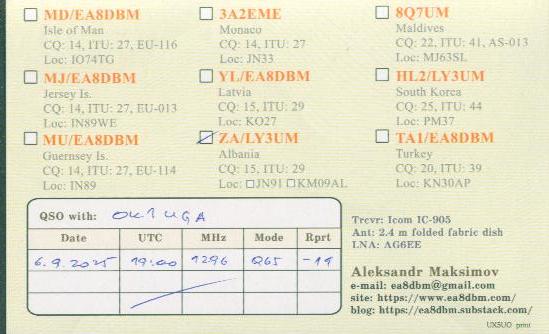 MD/EA8DBM
Isle of Man
CQ: 14, ITU: 27, EU-116
Loc: IO74TG
MJ/EA8DBM
Jersey Is.
CQ: 14, ITU: 27, EU-013
Loc: IN89WE
MU/EA8DBM
Guernsey Is.
CQ: 14, ITU: 27, EU-114
Loc: IN89
3A2EME
Monaco
CQ: 14, ITU: 27
Loc: JN33
YL/EA8DBM
Latvia
CQ: 15, ITU: 29
Loc: KO27
ZA/LY3UM
Albania
CQ: 15, ITU: 29
Loc: ☐JN91 ☐KM09AL
8Q7UM
Maldives
CQ: 22, ITU: 41, AS-013
Loc: MJ63SL
HL2/LY3UM
South Korea
CQ: 25, ITU: 44
Loc: PM37
TA1/EA8DBM
Turkey
CQ: 20, ITU: 39
Loc: KN30AP
QSO with: OK1UGA
Date UTC MHz Mode Rprt
6.9.2025 19:00 1296 Q65 -19
Trcvr: Icom IC-905
Ant: 2.4 m folded fabric dish
LNA: AG6EE
Aleksandr Maksimov
e-mail: ea8dbm@gmail.com
site: https://www.ea8dbm.com/
blog: https://ea8dbm.substack.com/
UX5UO print